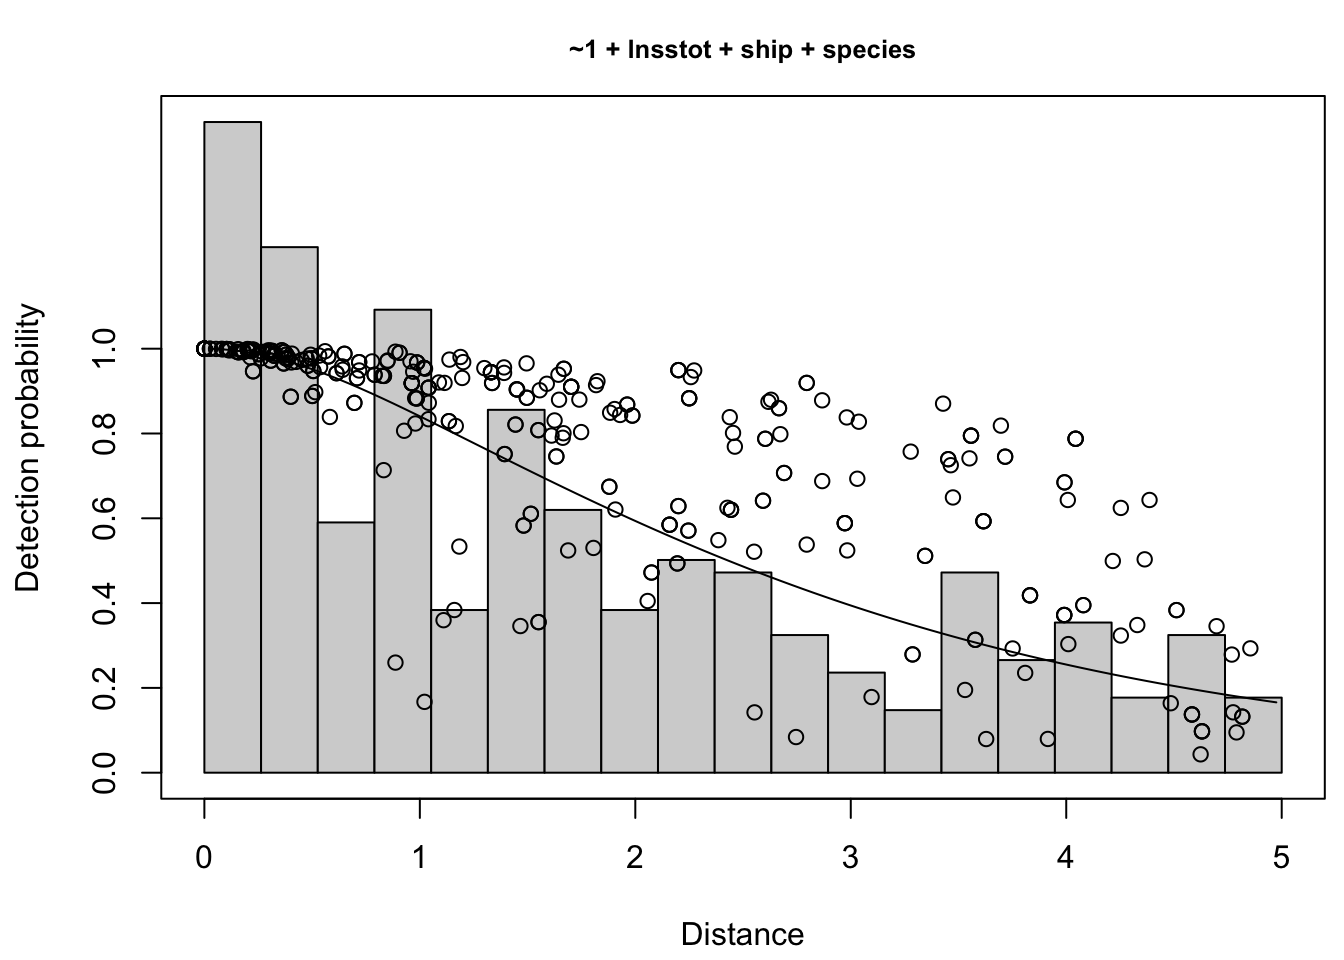 ~1 + lnsstot + ship + species
Detection probability
1.0
0.8
0.6
0.4
0.2
0.0
0 1 2 3 4 5
Distance